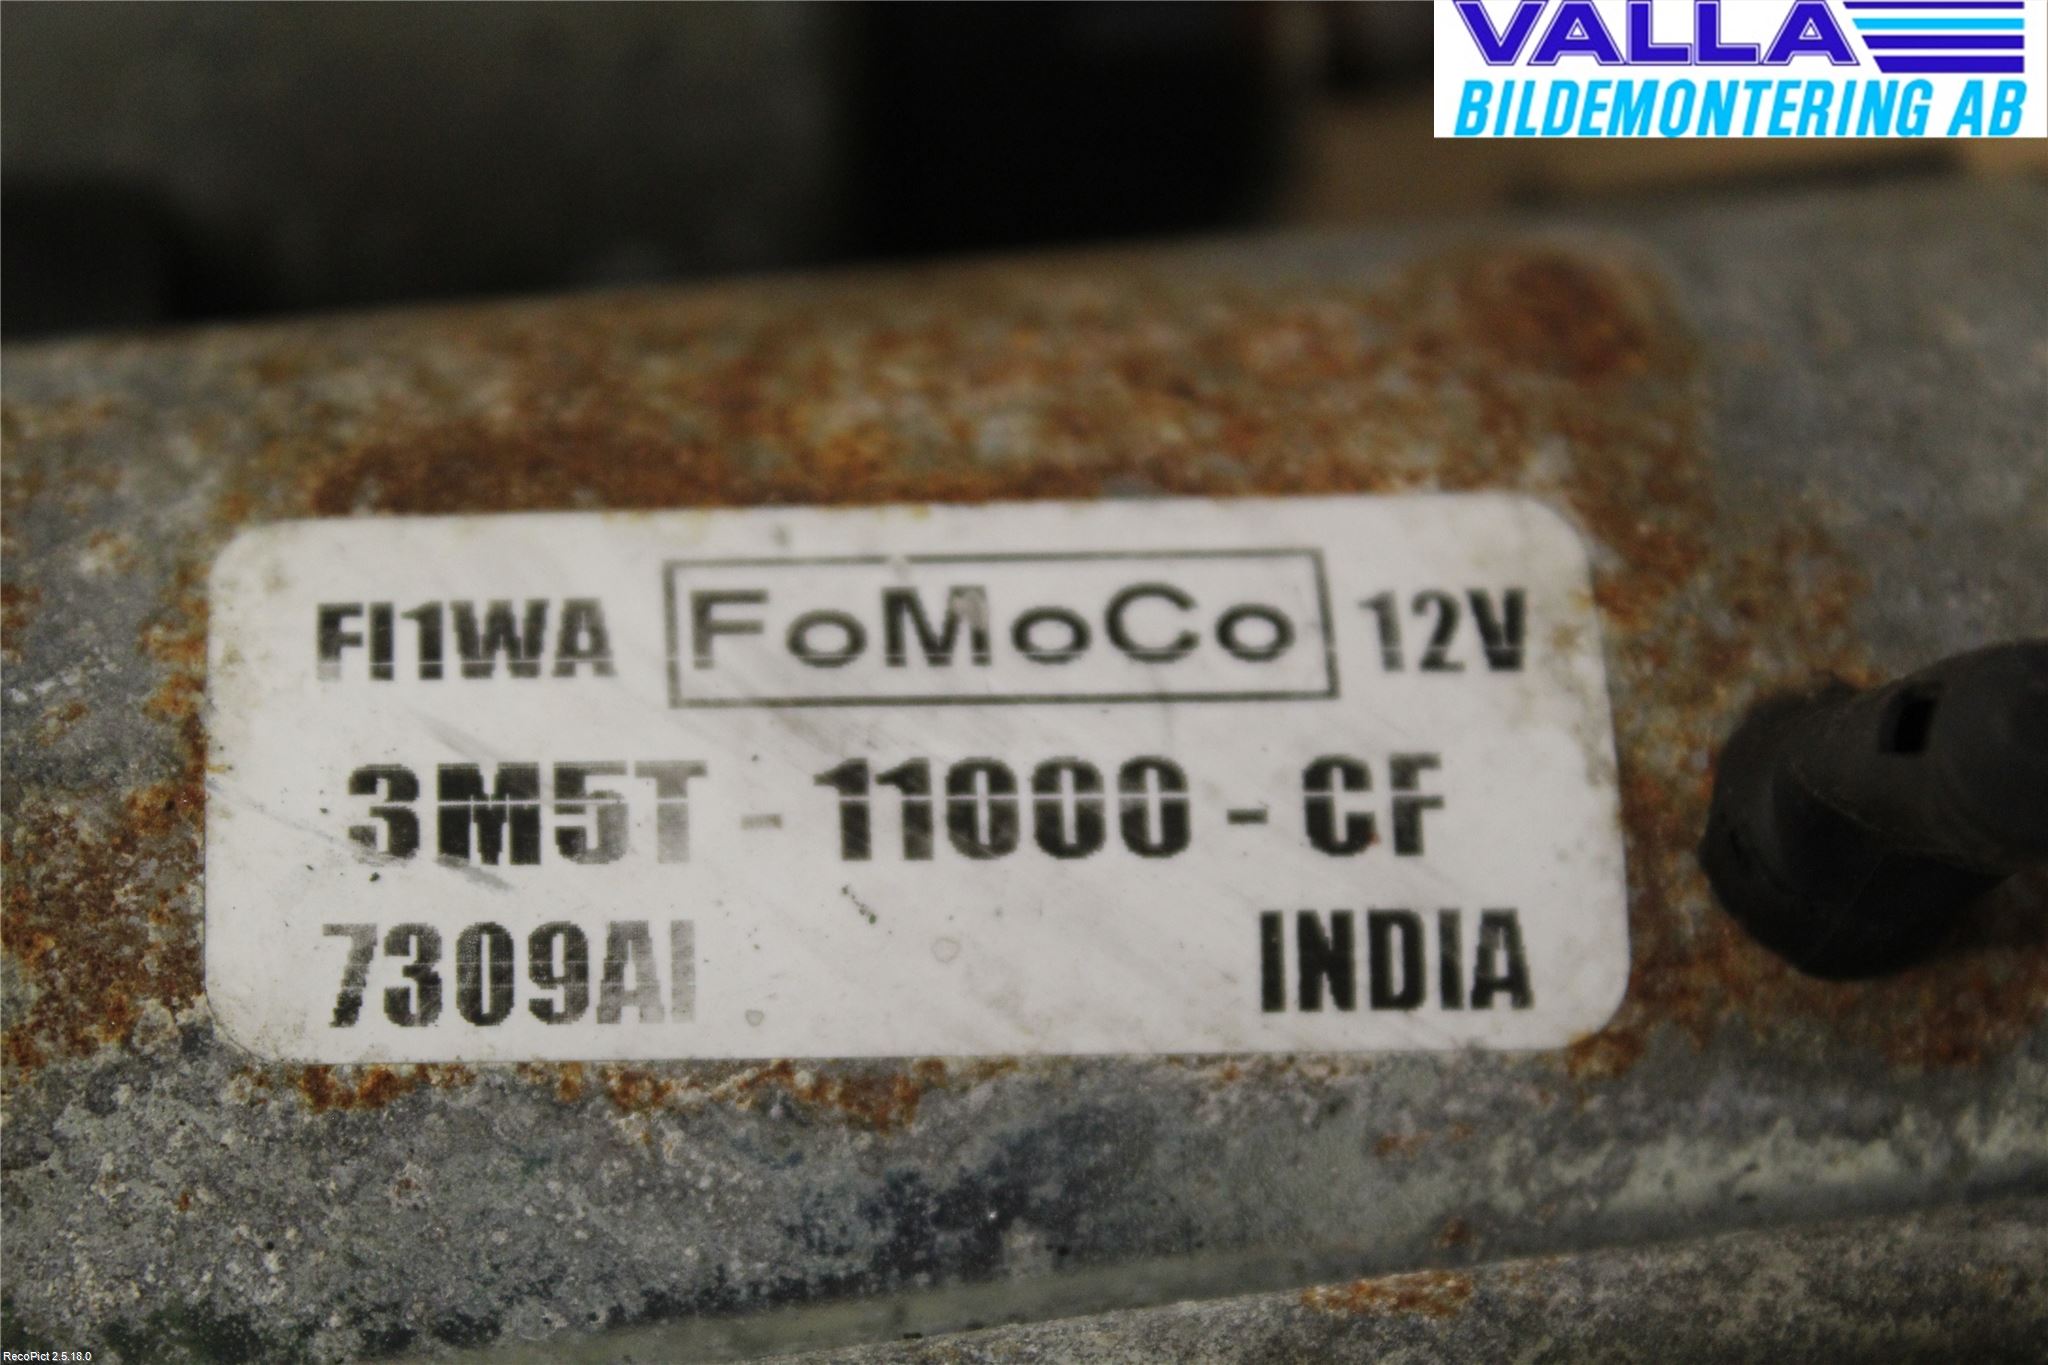 VALLA
BILDEMONTERING AB
FI1WA FoMoCo 12V
3M5T - 11000 - CF
7309AI INDIA
RecoPict 2.5.18.0